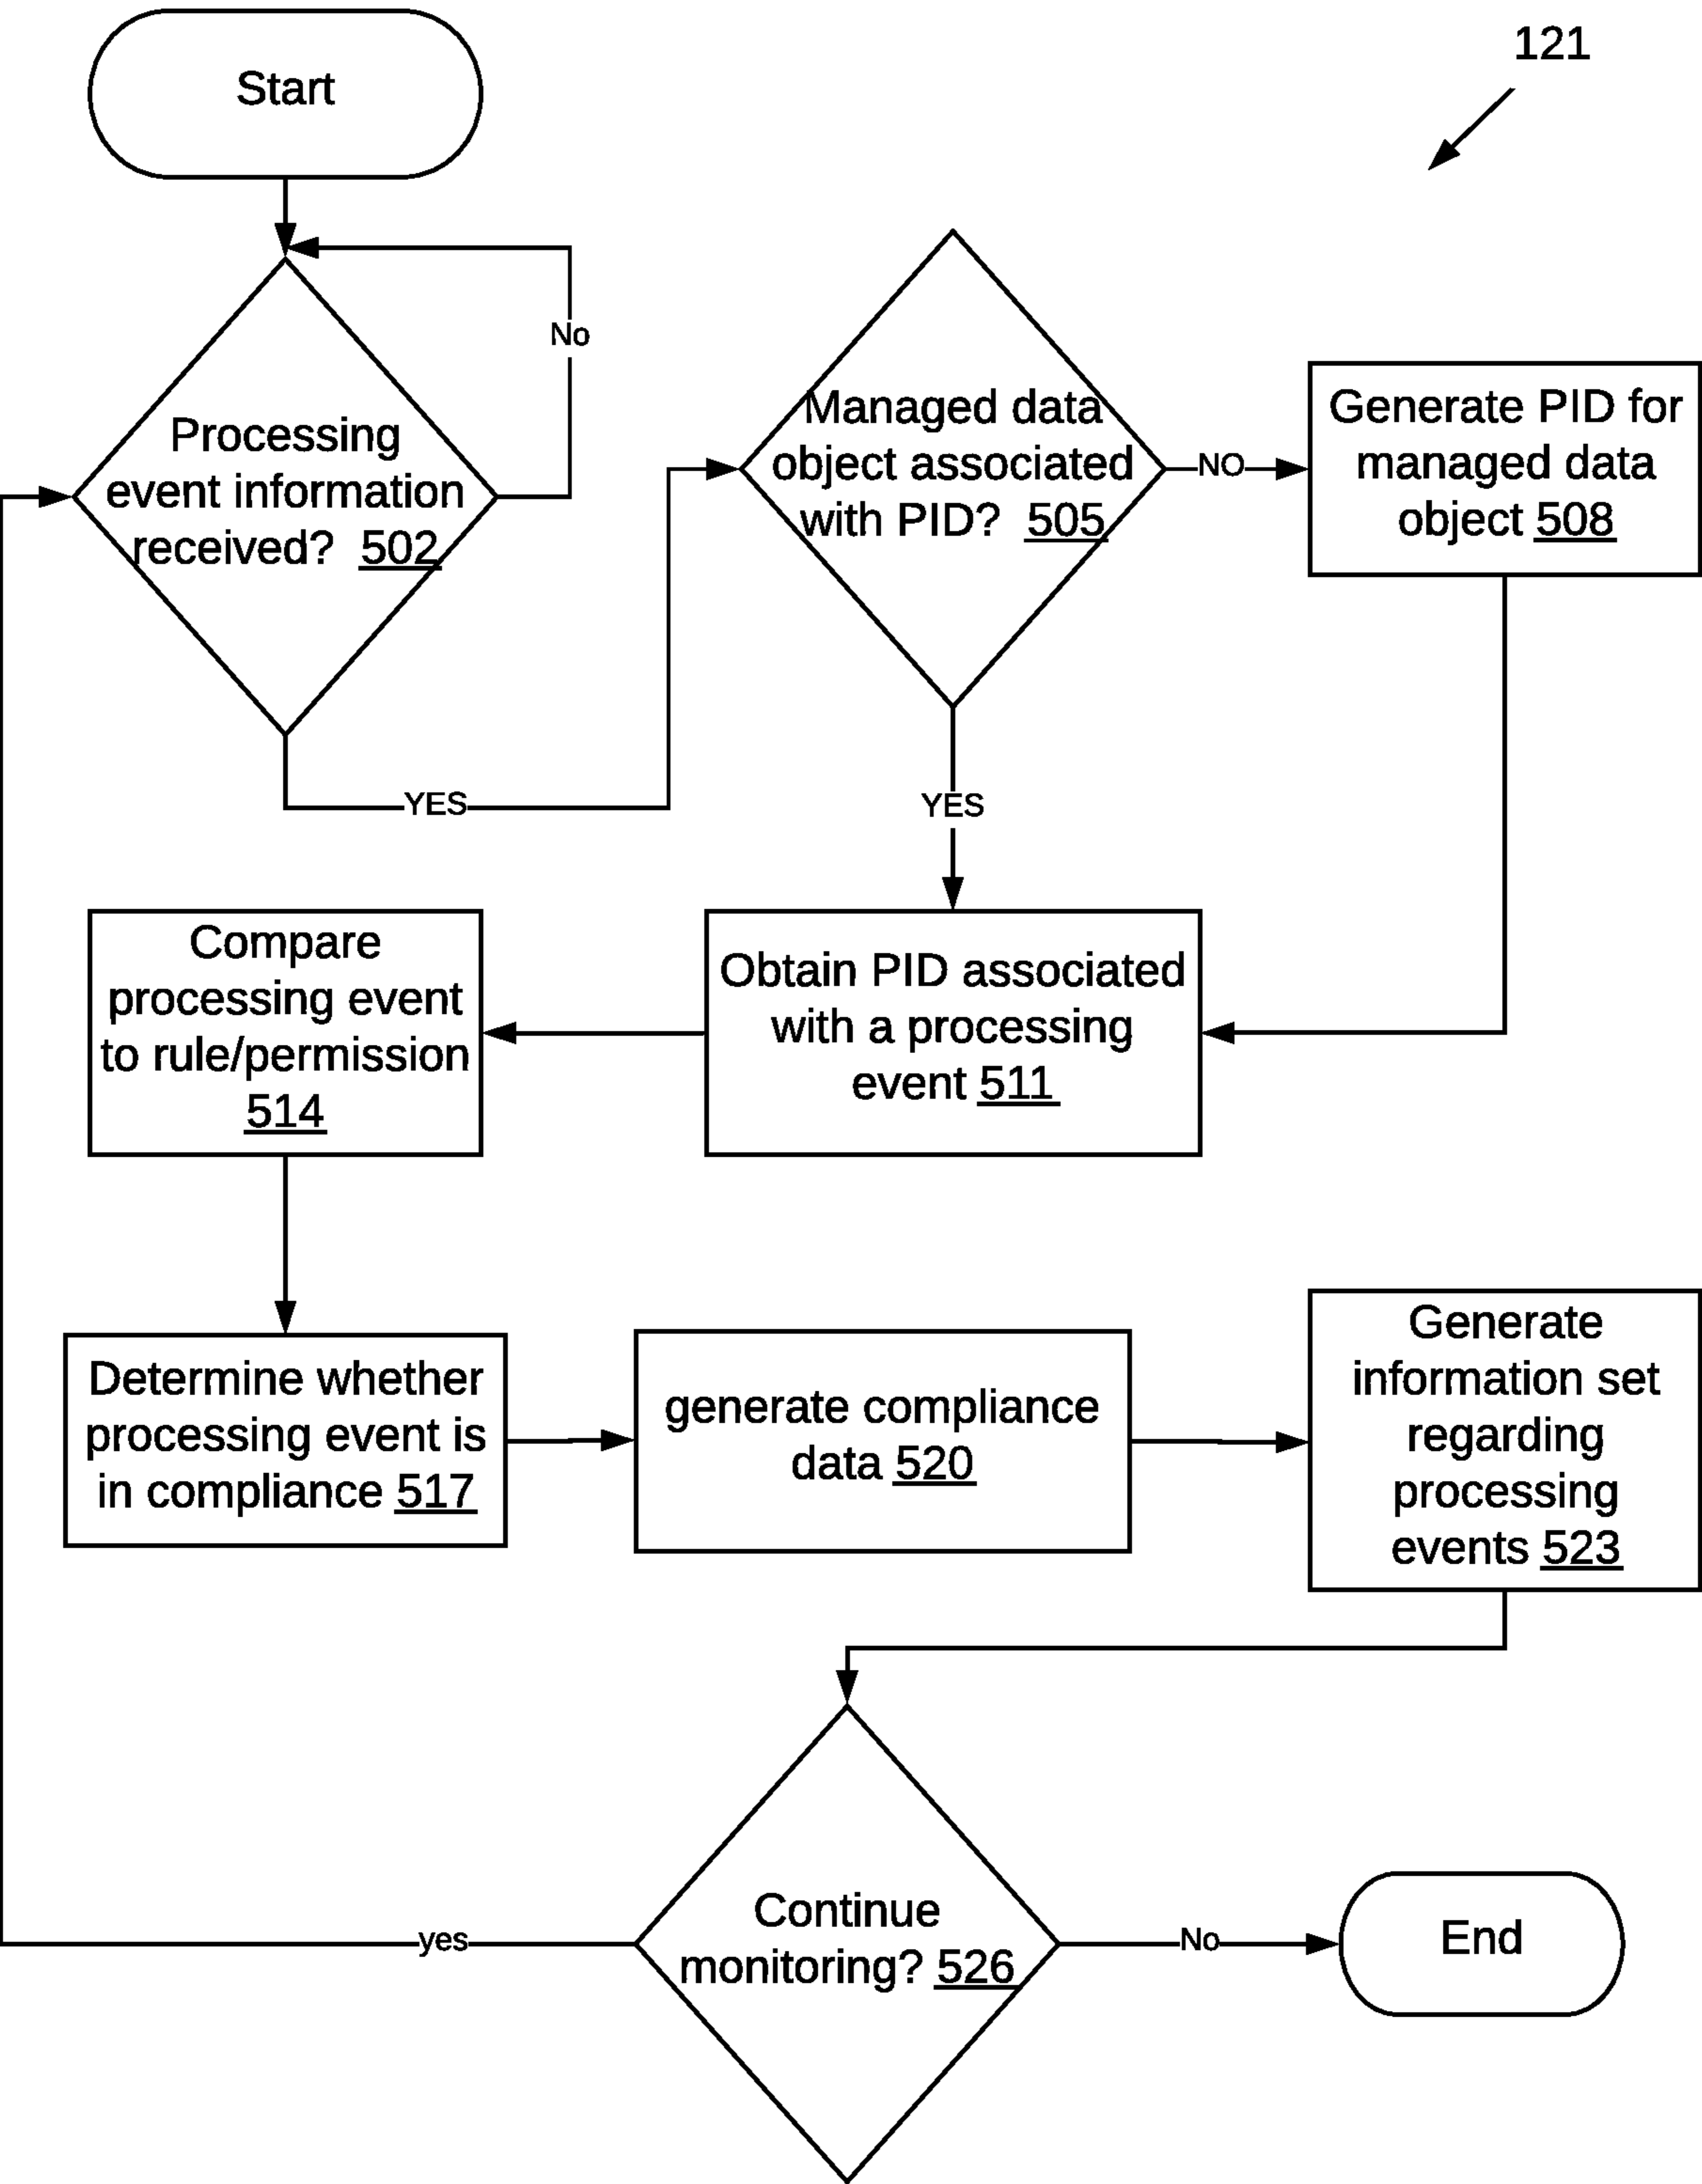 Start
121
No
Processing
event information
received? 502
Managed data
object associated
with PID? 505
NO
Generate PID for
managed data
object 508
YES
YES
Compare
processing event
to rule/permission
514
Obtain PID associated
with a processing
event 511
Determine whether
processing event is
in compliance 517
generate compliance
data 520
Generate
information set
regarding
processing
events 523
Continue
monitoring? 526
yes
No
End